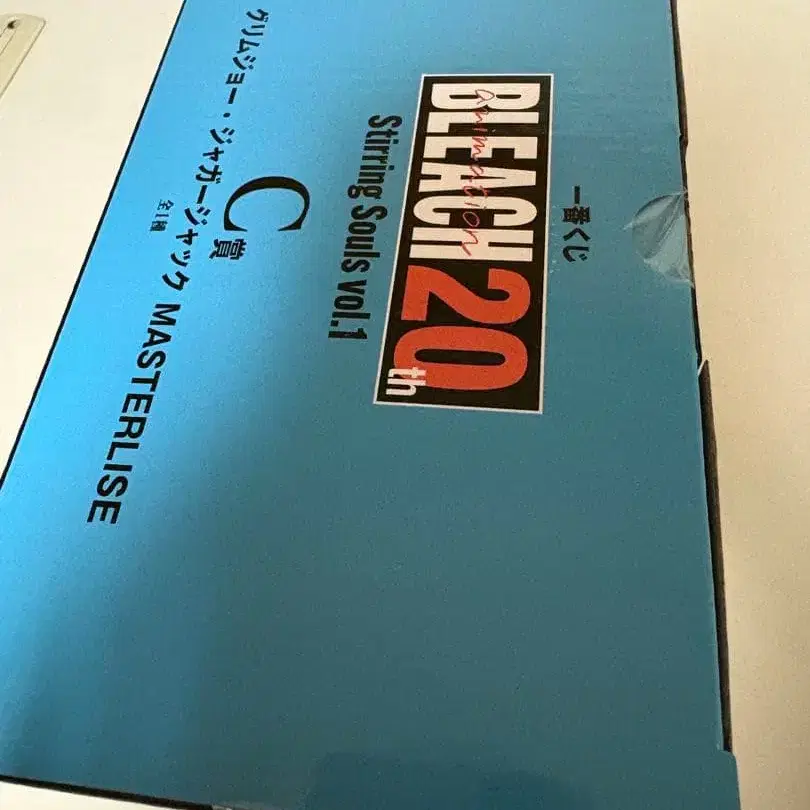 一番くじ
BLEACH 20th
animation
Stirring Souls vol.1
C賞
全1種
グリムジョー・ジャガージャック MASTERLISE